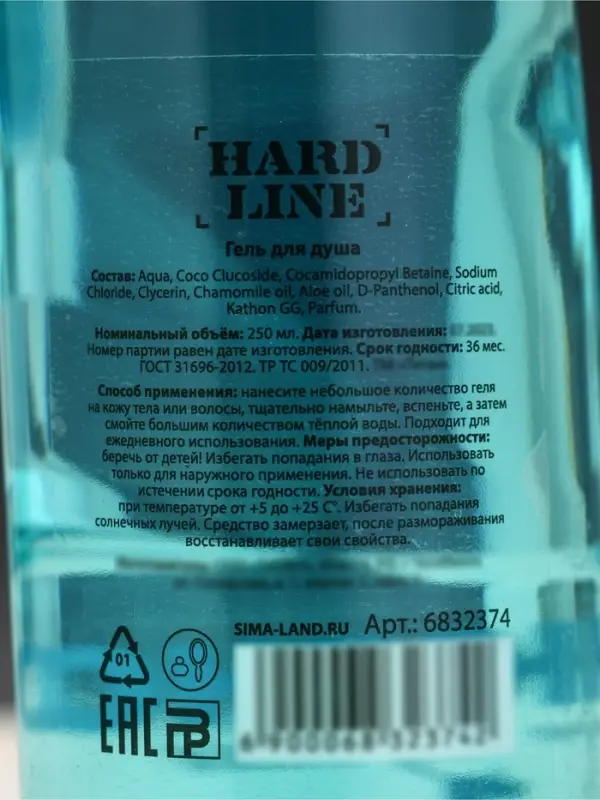 HARD
LINE
Гель для душа
Состав: Aqua, Coco Clucoside, Cocamidopropyl Betaine, Sodium
Chloride, Clycerin, Chamomile oil, Aloe oil, D-Panthenol, Citric acid,
Kathon GG, Parfum.
Номинальный объём: 250 мл. Дата изготовления:
Номер партии равен дате изготовления. Срок годности: 36 мес.
ГОСТ 31696-2012. ТР ТС 009/2011.
Способ применения: нанесите небольшое количество геля
на кожу тела или волосы, тщательно намыльте, вспеньте, а затем
смойте большим количеством тёплой воды. Подходит для
ежедневного использования. Меры предосторожности:
беречь от детей! Избегать попадания в глаза. Использовать
только для наружного применения. Не использовать по
истечении срока годности. Условия хранения:
при температуре от +5 до +25 С°. Избегать попадания
солнечных лучей. Средство замерзает, после размораживания
восстанавливает свои свойства.
SIMA-LAND.RU Арт.: 6832374
01
EAC